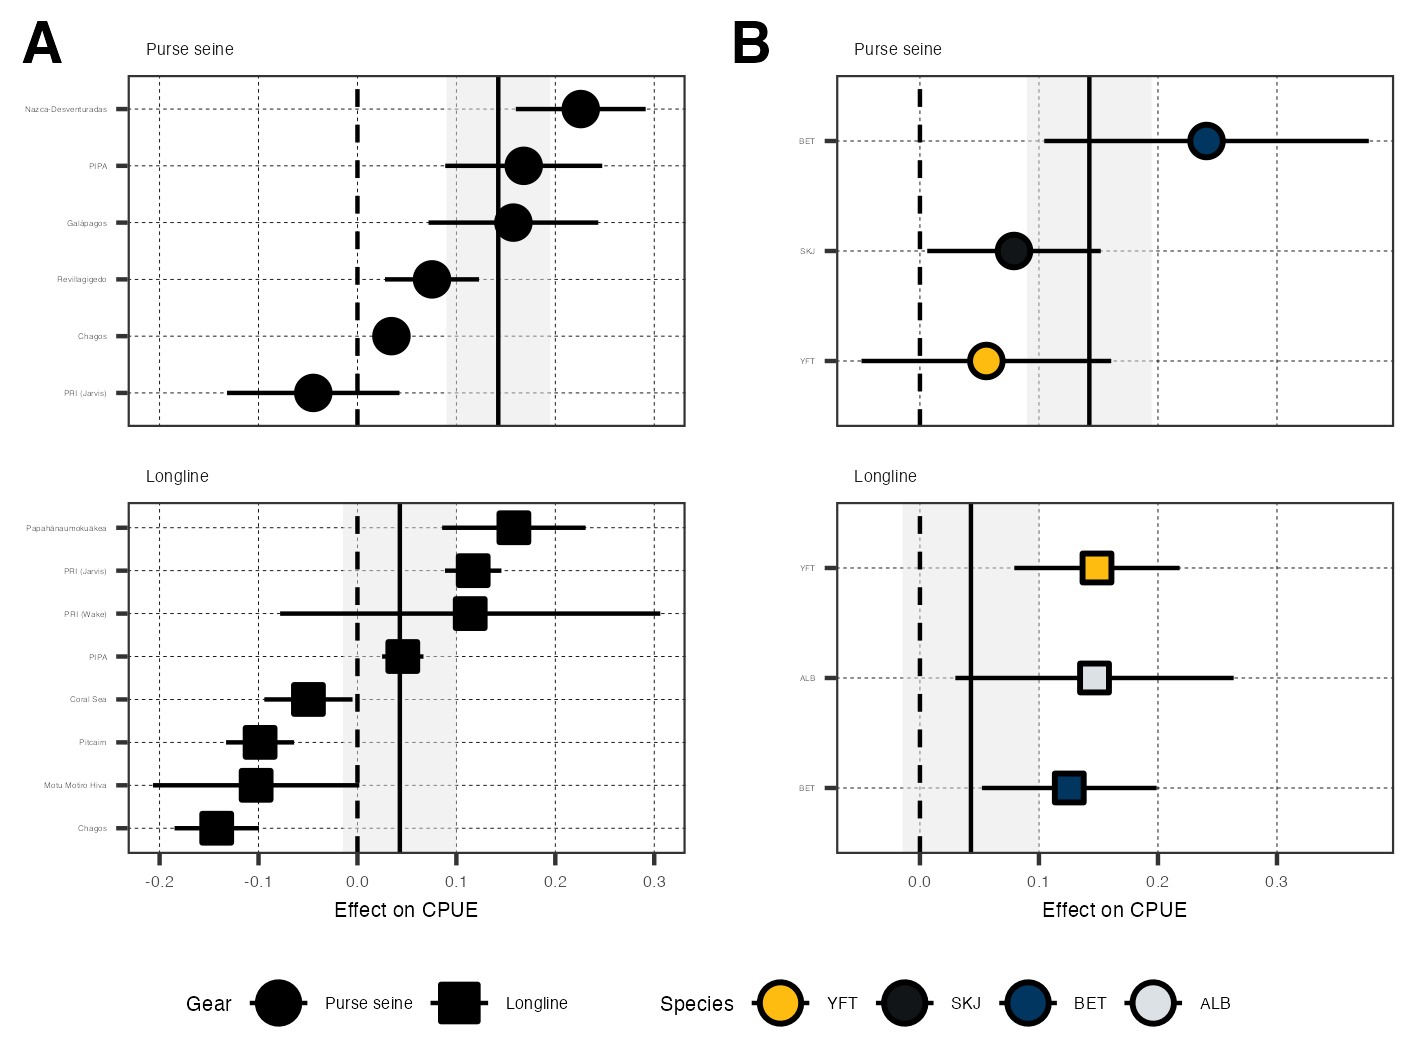 A
Purse seine
Nazca-Desventuradas
PIPA
Galápagos
Revillagigedo
Chagos
PRI (Jarvis)
Longline
Papahānaumokuākea
PRI (Jarvis)
PRI (Wake)
PIPA
Coral Sea
Pitcairn
Motu Motiro Hiva
Chagos
-0.2 -0.1 0.0 0.1 0.2 0.3
Effect on CPUE
B
Purse seine
BET
SKJ
YFT
Longline
YFT
ALB
BET
0.0 0.1 0.2 0.3
Effect on CPUE
Gear Purse seine Longline
Species YFT SKJ BET ALB